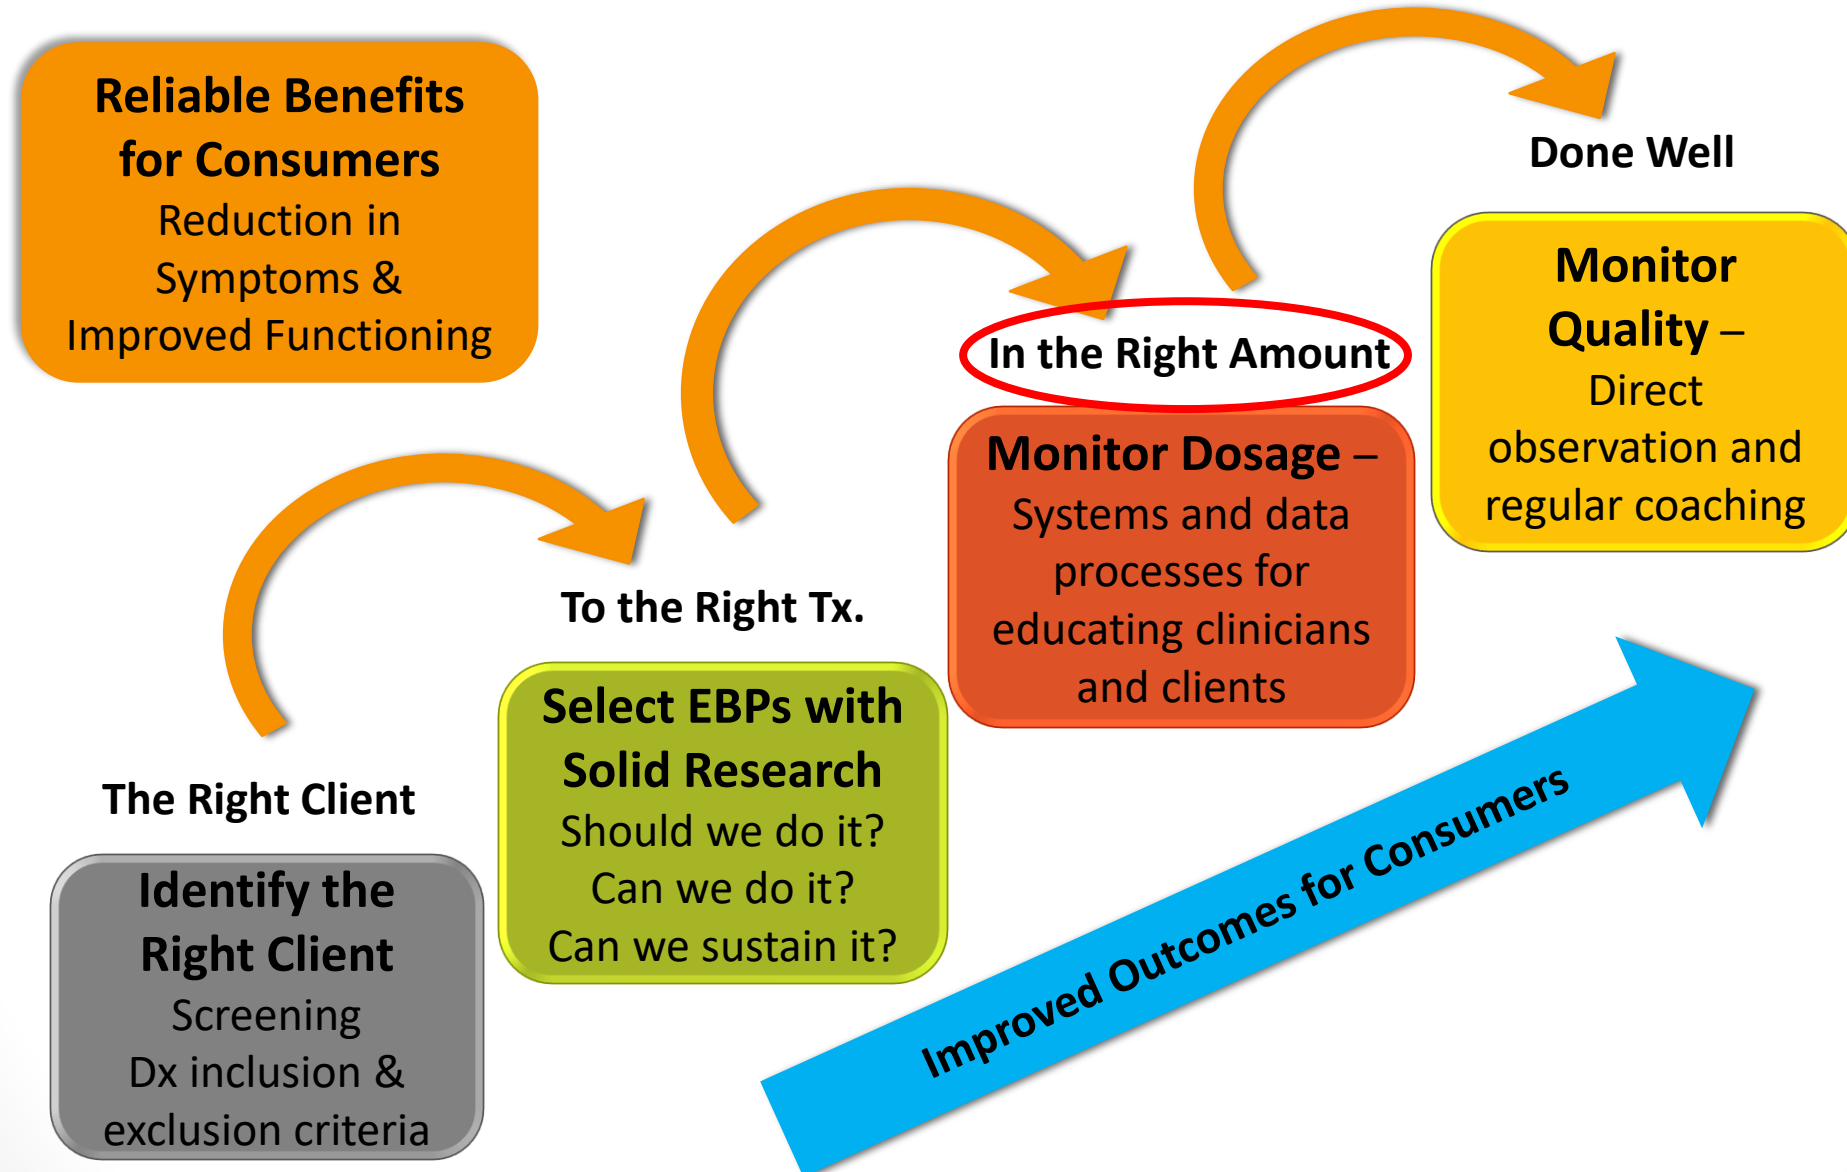 Reliable Benefits
for Consumers
Reduction in
Symptoms &
Improved Functioning
The Right Client
Identify the
Right Client
Screening
Dx inclusion &
exclusion criteria
To the Right Tx.
Select EBPs with
Solid Research
Should we do it?
Can we do it?
Can we sustain it?
In the Right Amount
Monitor Dosage –
Systems and data
processes for
educating clinicians
and clients
Done Well
Monitor
Quality –
Direct
observation and
regular coaching
Improved Outcomes for Consumers